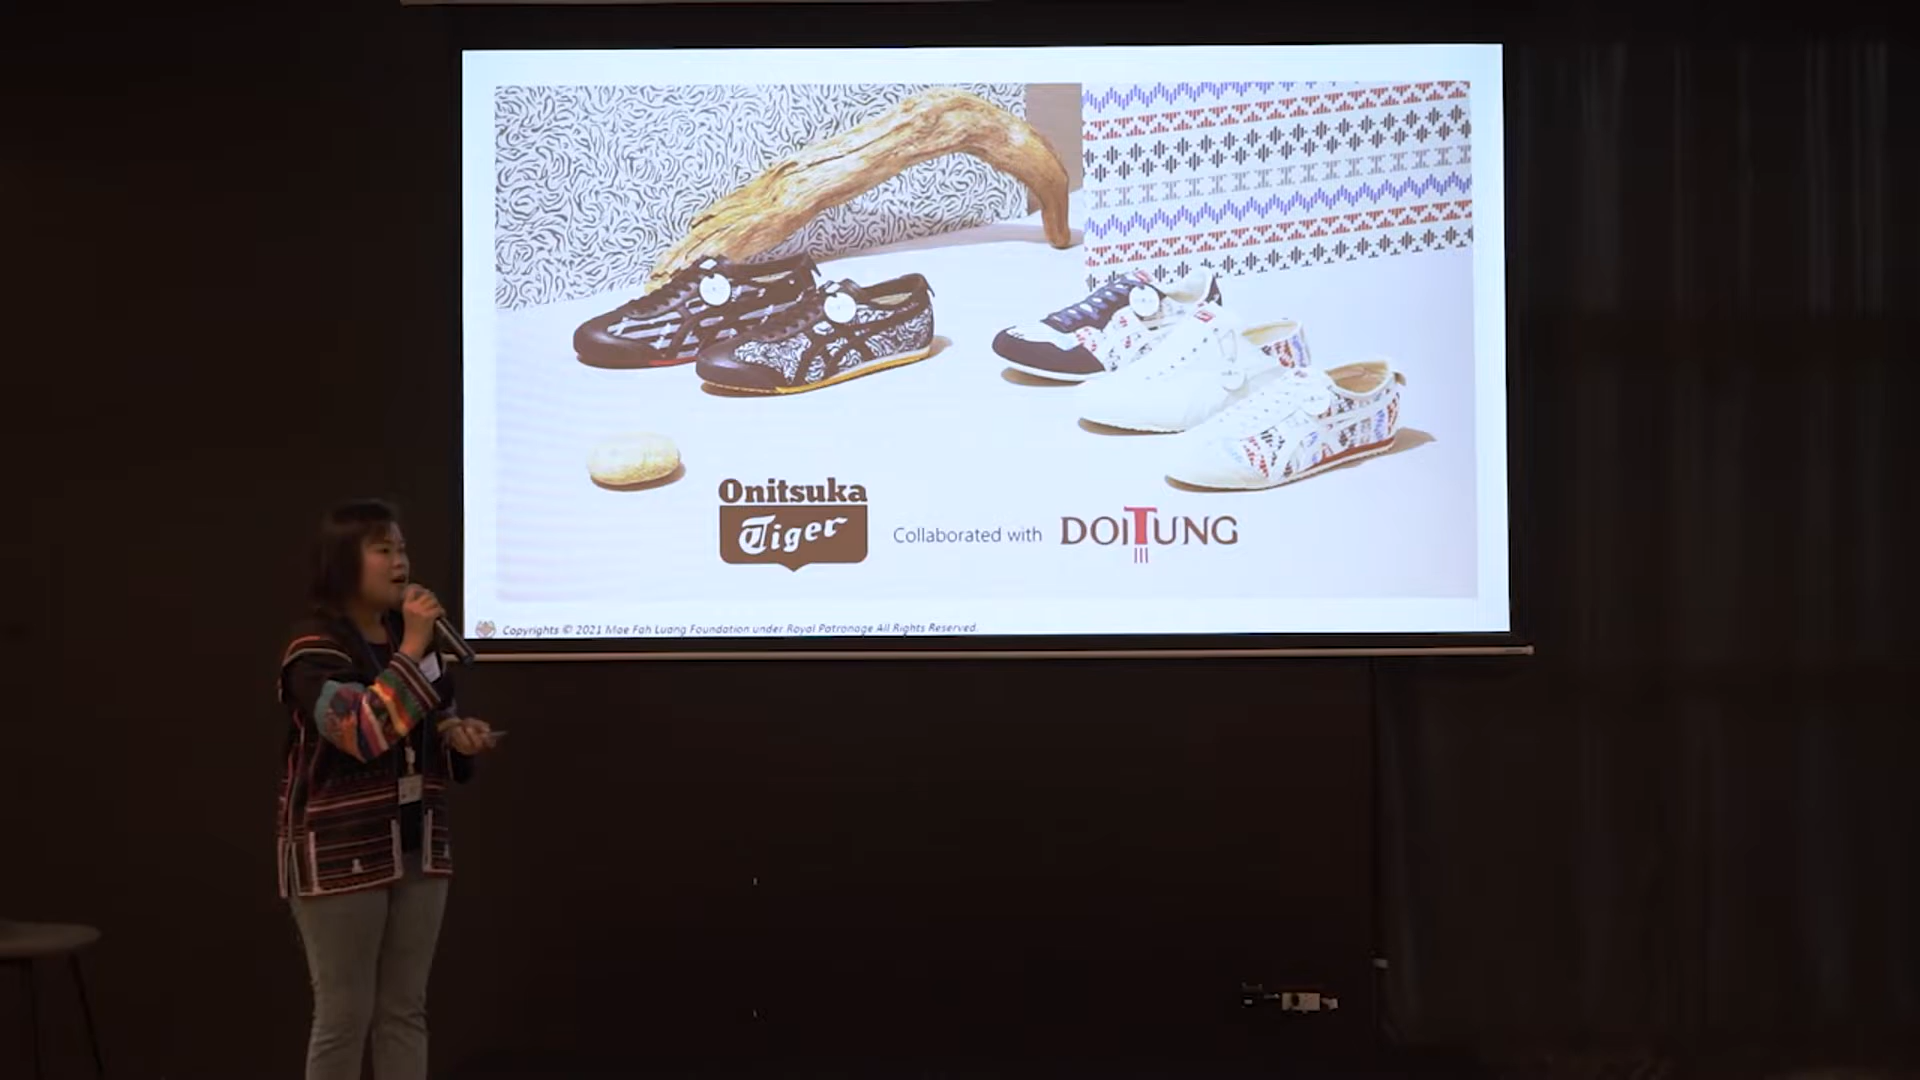 Onitsuka
Tiger
Collaborated with
DOITUNG
Copyrights © 2021 Mae Fah Luang Foundation under Royal Patronage All Rights Reserved.